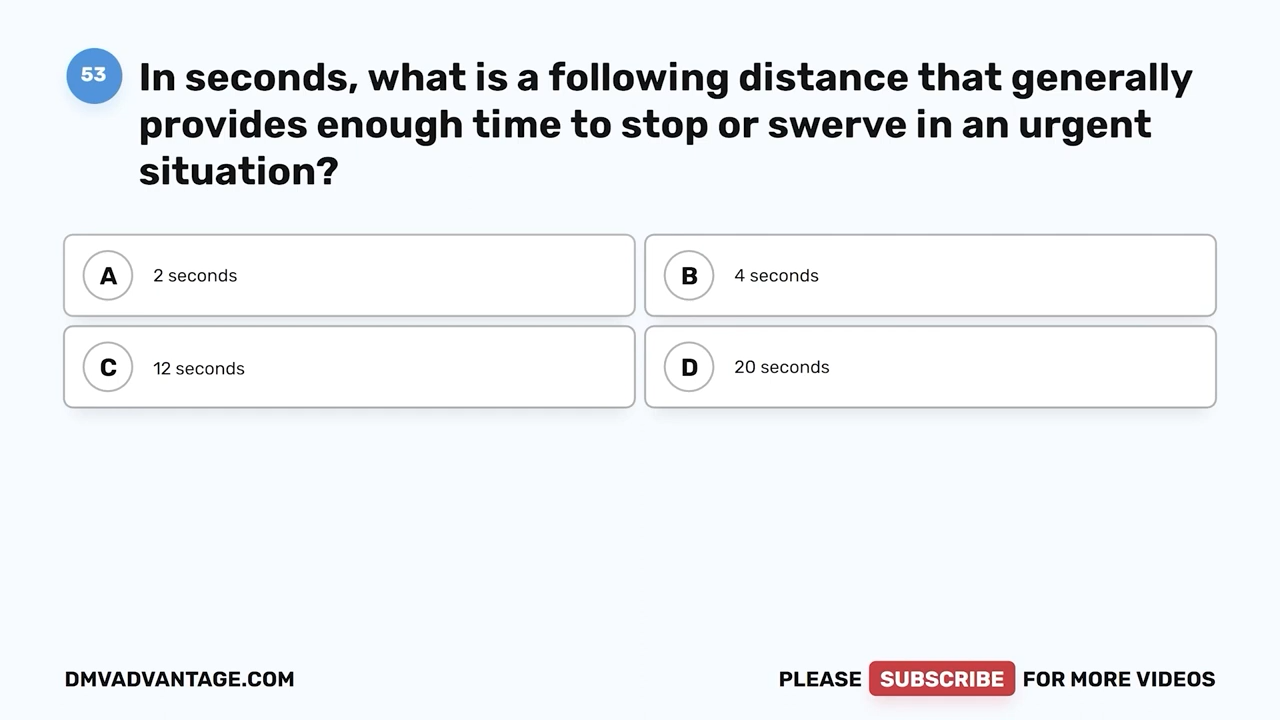 53
In seconds, what is a following distance that generally
provides enough time to stop or swerve in an urgent
situation?
A 2 seconds
B 4 seconds
C 12 seconds
D 20 seconds
DMVADVANTAGE.COM
PLEASE SUBSCRIBE FOR MORE VIDEOS